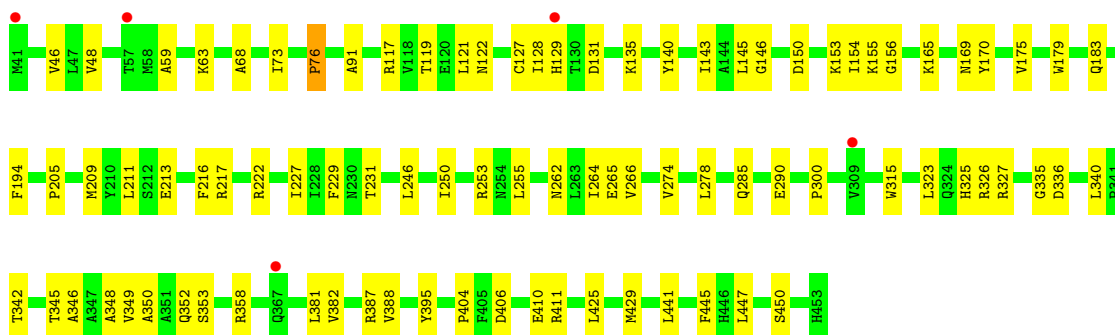 M41 V46 L47 V48 T57 M58 A59 K63 A68 I73 P76 A91 R117 V118 T119 E120 L121 N122 C127 I128 H129 T130 D131 K135 Y140 I143 A144 L145 G146 D150 K153 I154 K155 G156 K165 N169 Y170 V175 W179 Q183
F194 P205 M209 Y210 L211 S212 E213 F216 R217 R222 I227 I228 F229 N230 T231 L246 I250 R253 N254 L255 N262 L263 I264 E265 V266 V274 L278 Q285 E290 P300 V309 W315 L323 Q324 H325 R326 R327 G335 D336 L340
T342 T345 A346 A347 A348 V349 A350 A351 Q352 S353 R358 Q367 L381 V382 R387 V388 Y395 P404 F405 D406 E410 R411 L425 M429 L441 F445 H446 L447 S450 H453